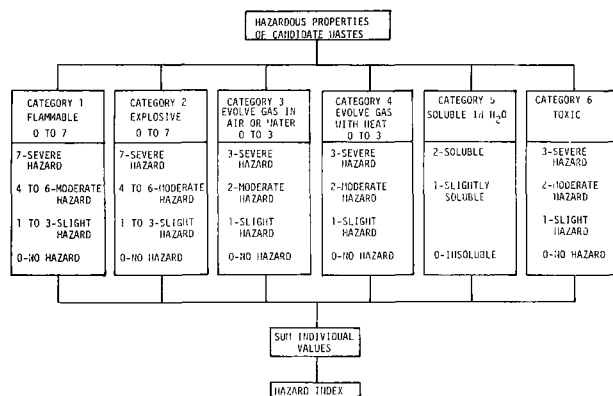 HAZARDOUS PROPERTIES
OF CANDIDATE WASTES
CATEGORY 1
FLAMMABLE
0 TO 7
7-SEVERE
HAZARD
4 TO 6-MODERATE
HAZARD
1 TO 3-SLIGHT
HAZARD
0-NO HAZARD
CATEGORY 2
EXPLOSIVE
0 TO 7
7-SEVERE
HAZARD
4 TO 6-MODERATE
HAZARD
1 TO 3-SLIGHT
HAZARD
0-NO HAZARD
CATEGORY 3
EVOLVE GAS IN
AIR OR WATER
0 TO 3
3-SEVERE
HAZARD
2-MODERATE
HAZARD
1-SLIGHT
HAZARD
0-NO HAZARD
CATEGORY 4
EVOLVE GAS
WITH HEAT
0 TO 3
3-SEVERE
HAZARD
2-MODERATE
HAZARD
1-SLIGHT
HAZARD
0-NO HAZARD
CATEGORY 5
SOLUBLE IN H₂O
2-SOLUBLE
1-SLIGHTLY
SOLUBLE
0-INSOLUBLE
CATEGORY 6
TOXIC
3-SEVERE
HAZARD
2-MODERATE
HAZARD
1-SLIGHT
HAZARD
0-NO HAZARD
SUM INDIVIDUAL
VALUES
HAZARD INDEX